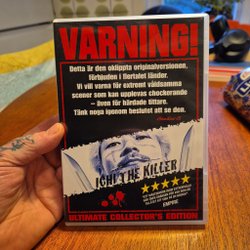 VARNING!
Detta är den oklippta originalversionen,
förbjuden i flertalet länder.
Vi vill varna för extremt våldsamma
scener som kan upplevas chockerande
– även för härdade tittare.
Tänk noga igenom beslutet att se den.
ICHI THE KILLER
EMPIRE
ULTIMATE COLLECTOR'S EDITION